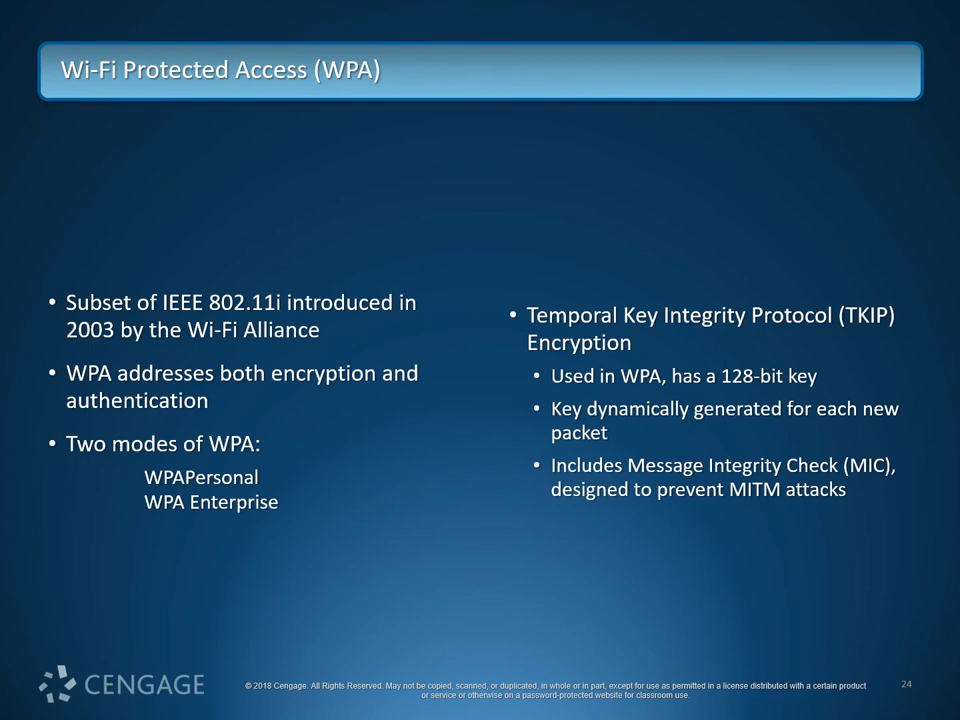 Wi-Fi Protected Access (WPA)
• Subset of IEEE 802.11i introduced in
2003 by the Wi-Fi Alliance
• WPA addresses both encryption and
authentication
• Two modes of WPA:
WPAPersonal
WPA Enterprise
• Temporal Key Integrity Protocol (TKIP)
Encryption
• Used in WPA, has a 128-bit key
• Key dynamically generated for each new
packet
• Includes Message Integrity Check (MIC),
designed to prevent MITM attacks
CENGAGE
© 2018 Cengage. All Rights Reserved. May not be copied, scanned, or duplicated, in whole or in part, except for use as permitted in a license distributed with a certain product
or service or otherwise on a password-protected website for classroom use.
24